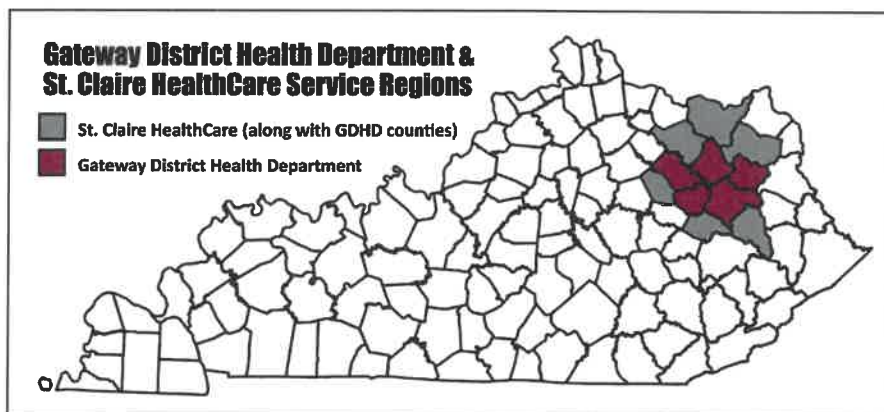 Gateway District Health Department &
St. Claire HealthCare Service Regions
St. Claire HealthCare (along with GDHD counties)
Gateway District Health Department